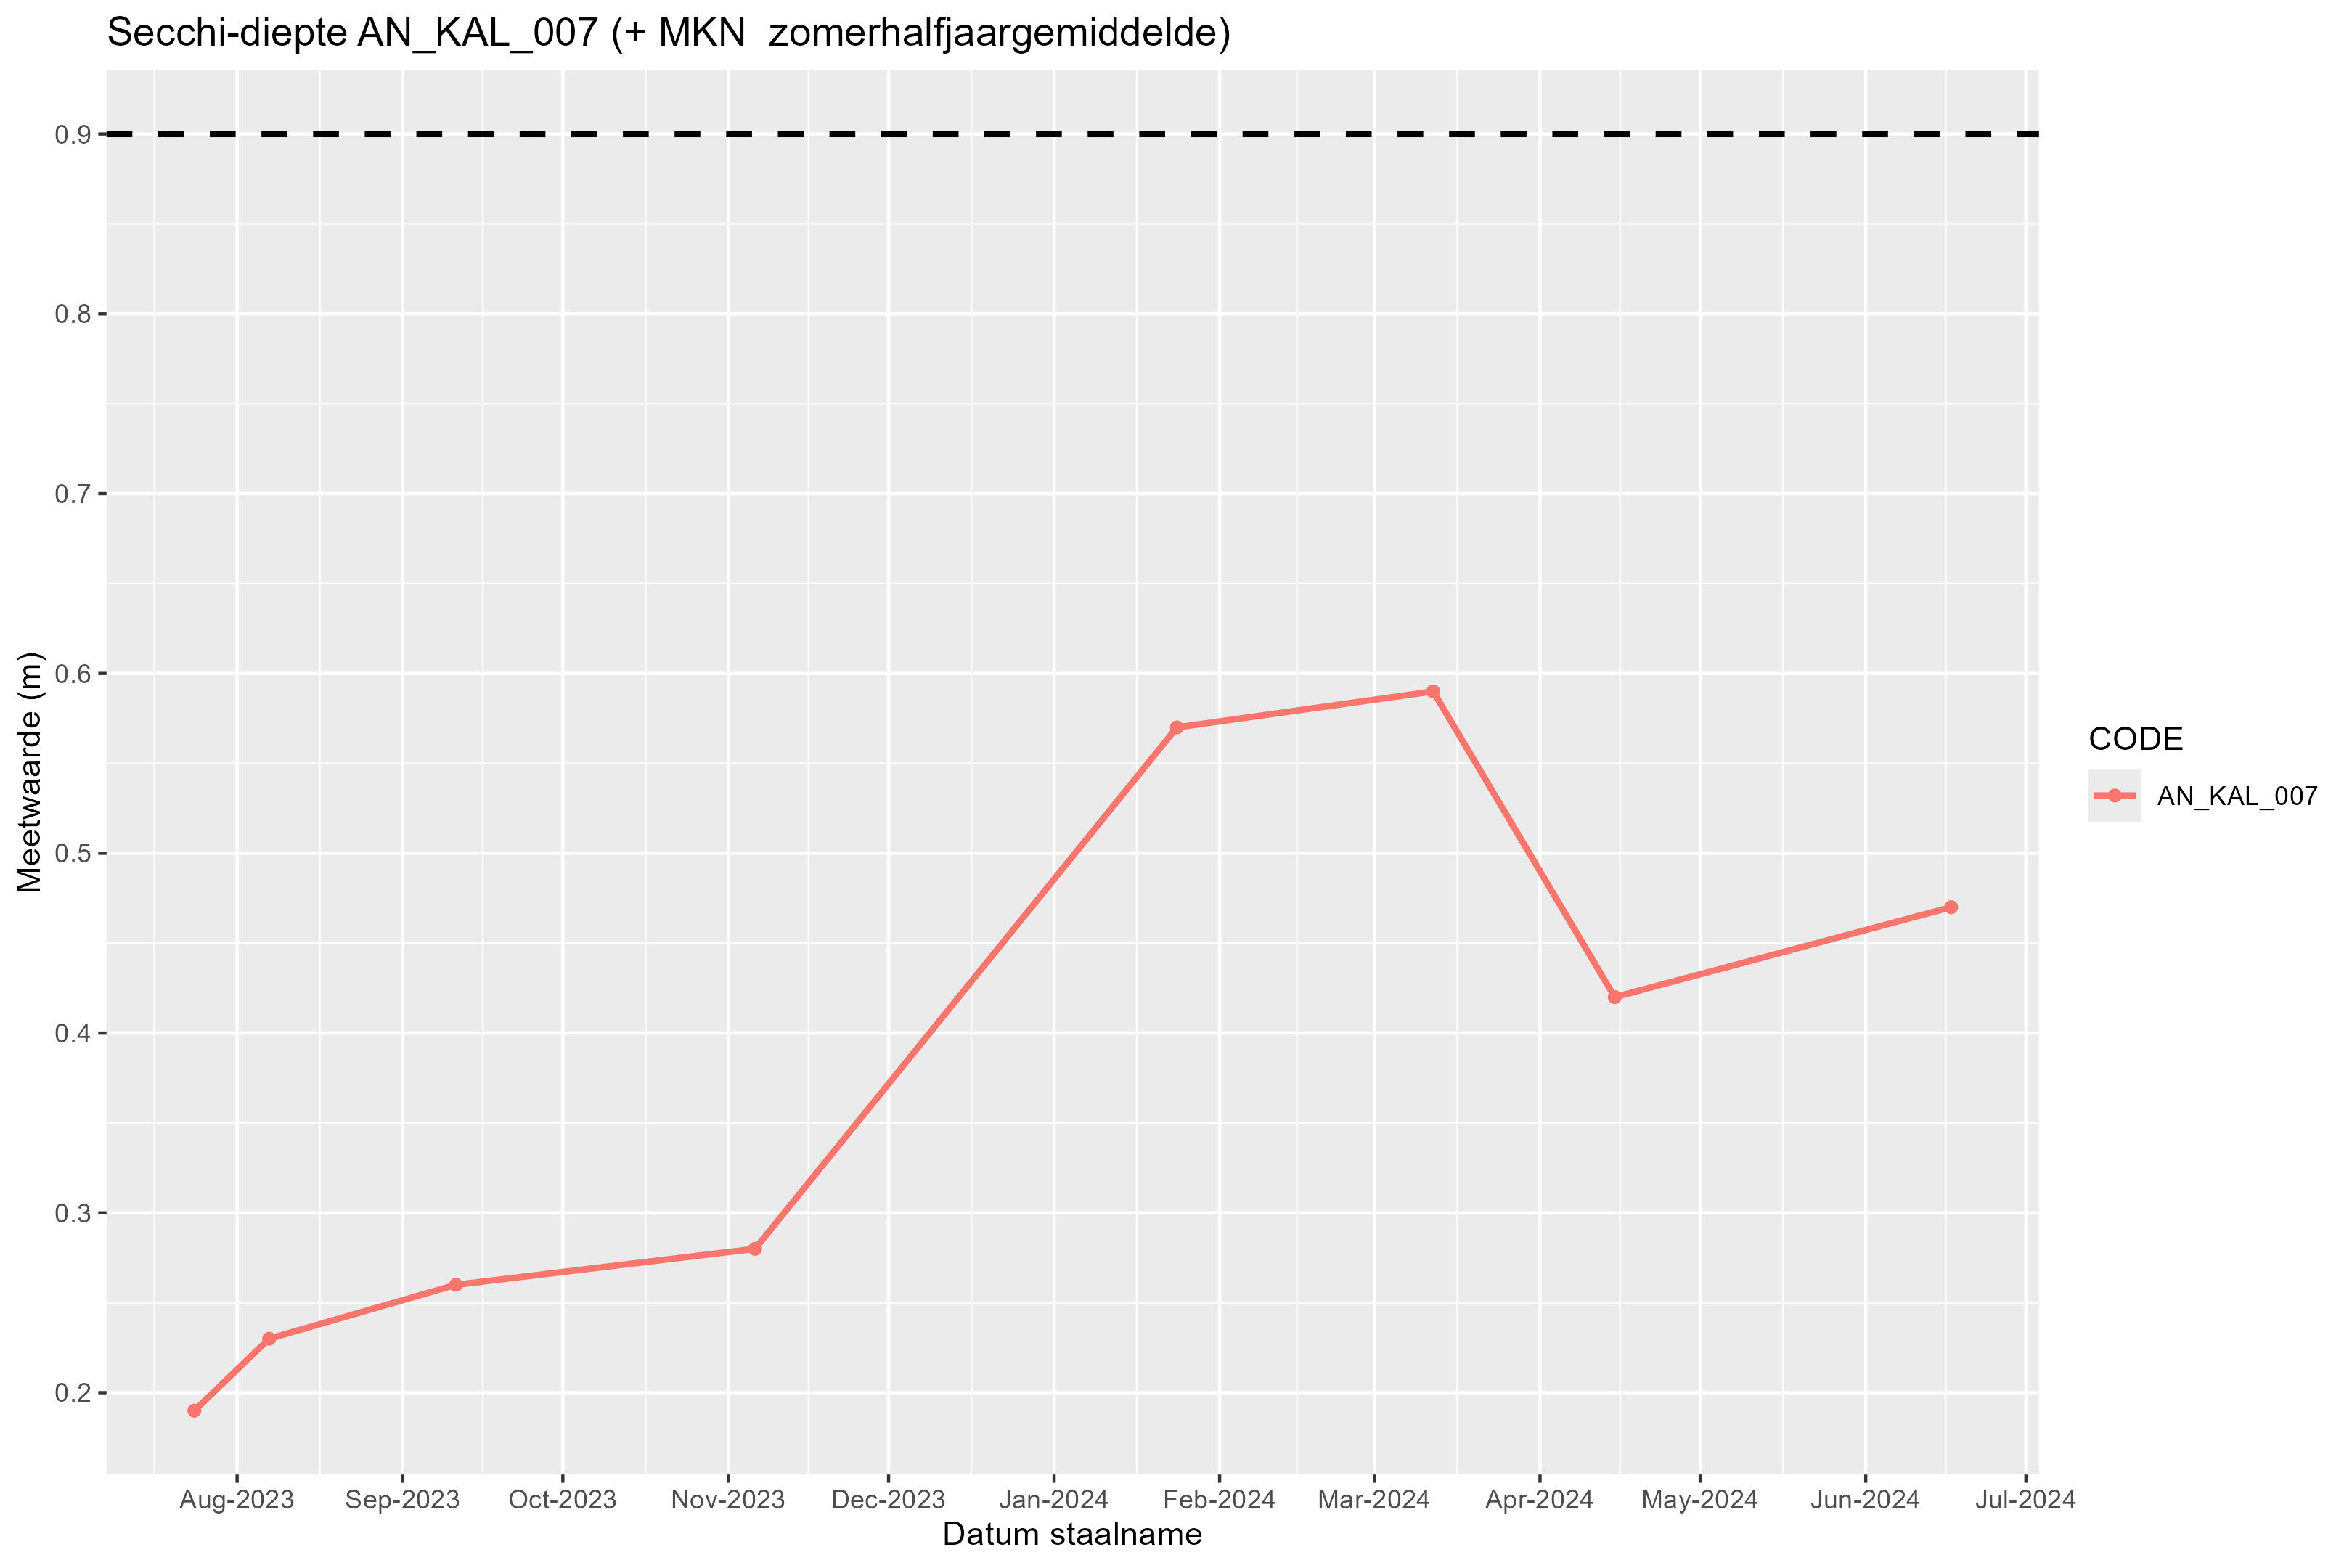 Secchi-diepte AN_KAL_007 (+ MKN  zomerhalfjaargemiddelde)
Meetwaarde (m)
0.9
0.8
0.7
0.6
0.5
0.4
0.3
0.2
Aug-2023 Sep-2023 Oct-2023 Nov-2023 Dec-2023 Jan-2024 Feb-2024 Mar-2024 Apr-2024 May-2024 Jun-2024 Jul-2024
Datum staalname
CODE
AN_KAL_007